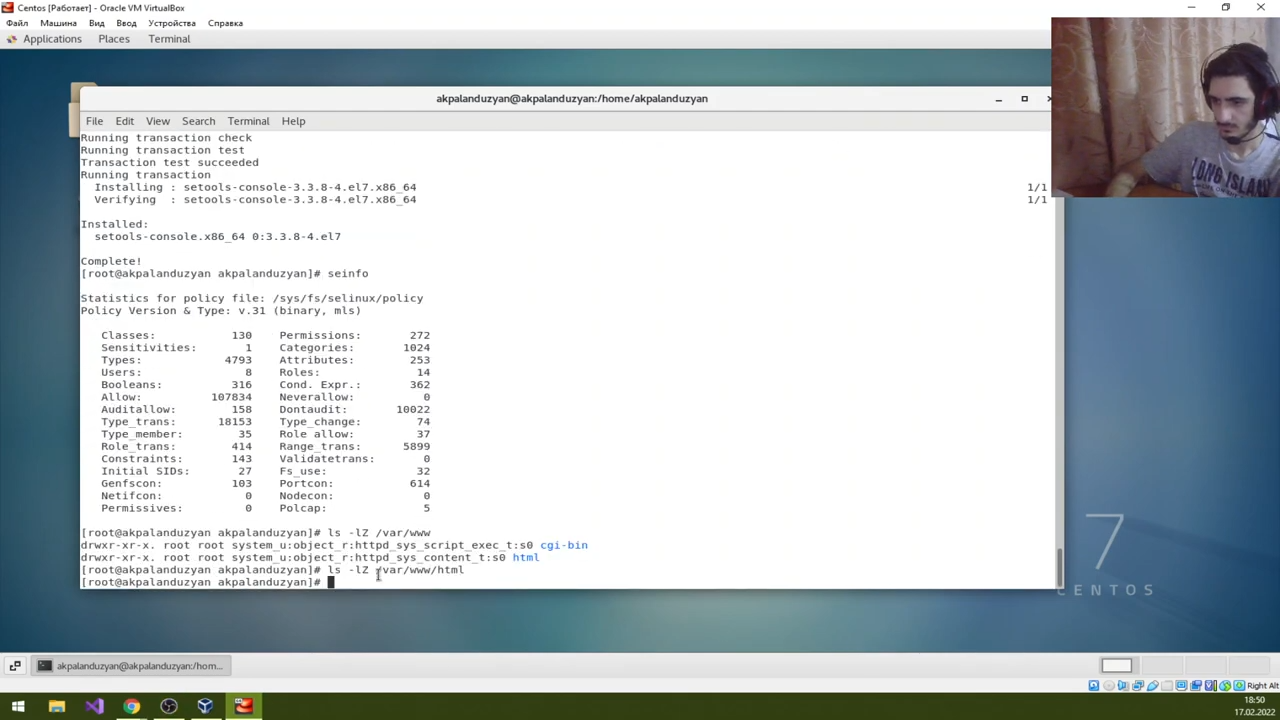 Centos [Работает] - Oracle VM VirtualBox
Файл Машина Вид Ввод Устройства Справка
Applications Places Terminal
akpalanduzyan@akpalanduzyan:/home/akpalanduzyan
File Edit View Search Terminal Help
Running transaction check
Running transaction test
Transaction test succeeded
Running transaction
Installing : setools-console-3.3.8-4.el7.x86_64 1/1
Verifying : setools-console-3.3.8-4.el7.x86_64 1/1
Installed:
setools-console.x86_64 0:3.3.8-4.el7
Complete!
[root@akpalanduzyan akpalanduzyan]# seinfo
Statistics for policy file: /sys/fs/selinux/policy
Policy Version & Type: v.31 (binary, mls)
Classes: 130 Permissions: 272
Sensitivities: 1 Categories: 1024
Types: 4793 Attributes: 253
Users: 8 Roles: 14
Booleans: 316 Cond. Expr.: 362
Allow: 107834 Neverallow: 0
Auditallow: 158 Dontaudit: 10022
Type_trans: 18153 Type_change: 74
Type_member: 35 Role allow: 37
Role_trans: 414 Range_trans: 5899
Constraints: 143 Validatetrans: 0
Initial SIDs: 27 Fs_use: 32
Genfscon: 103 Portcon: 614
Netifcon: 0 Nodecon: 0
Permissives: 0 Polcap: 5
[root@akpalanduzyan akpalanduzyan]# ls -lZ /var/www
drwxr-xr-x. root root system_u:object_r:httpd_sys_script_exec_t:s0 cgi-bin
drwxr-xr-x. root root system_u:object_r:httpd_sys_content_t:s0 html
[root@akpalanduzyan akpalanduzyan]# ls -lZ /var/www/html
[root@akpalanduzyan akpalanduzyan]#
7
CENTOS
akpalanduzyan@akpalanduzyan:/hom...
Right Alt
18:50
17.02.2022
LONG ISLAND